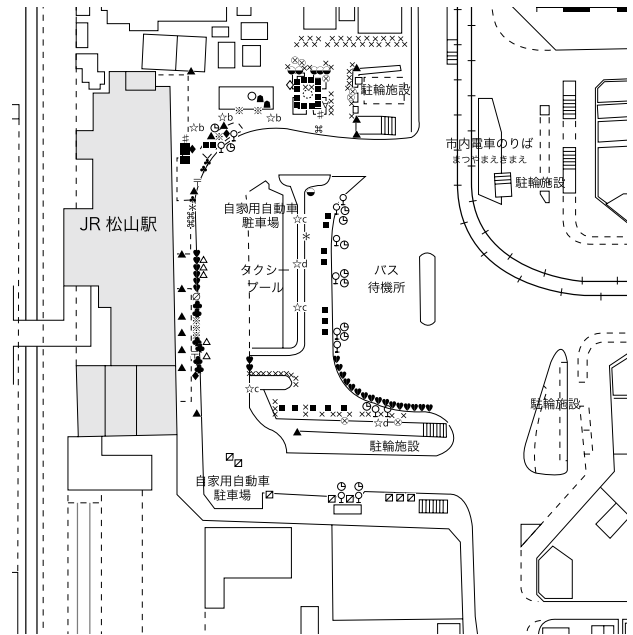 駐輪施設
☆b
☆b
☆b
市内電車のりば
まつやまえきまえ
駐輪施設
JR 松山駅
自家用自動車
駐車場
☆c
☆d
タクシー
プール
バス
待機所
☆c
☆c
☆d
駐輪施設
駐輪施設
自家用自動車
駐車場